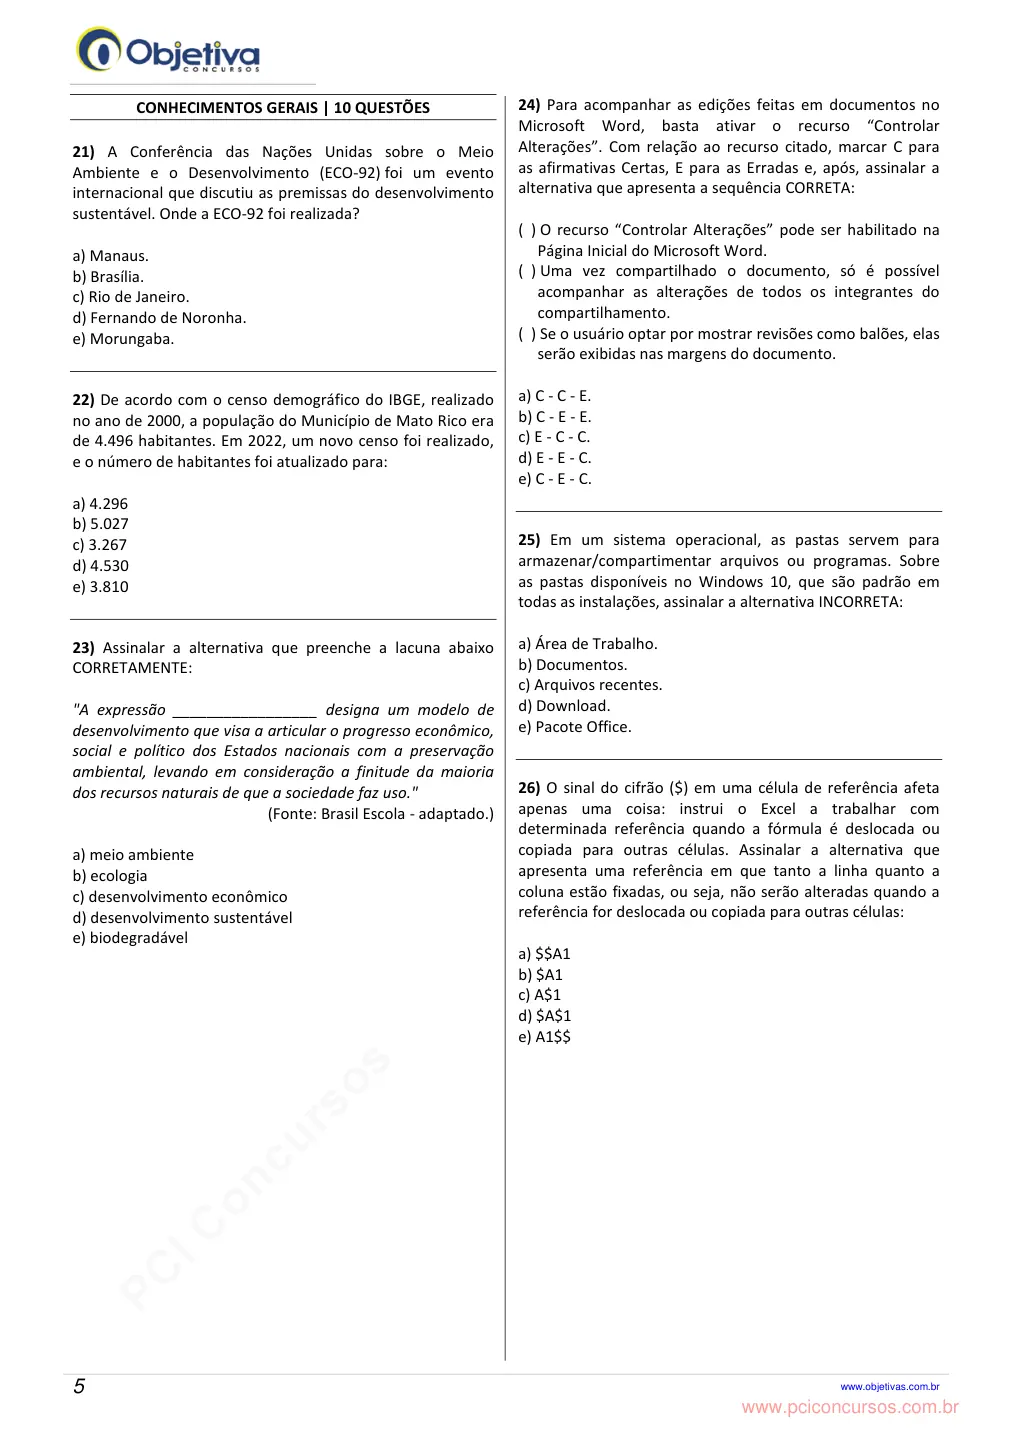 Objetiva
CONCURSOS
CONHECIMENTOS GERAIS | 10 QUESTÕES
21) A Conferência das Nações Unidas sobre o Meio
Ambiente e o Desenvolvimento (ECO-92) foi um evento
internacional que discutiu as premissas do desenvolvimento
sustentável. Onde a ECO-92 foi realizada?
a) Manaus.
b) Brasília.
c) Rio de Janeiro.
d) Fernando de Noronha.
e) Morungaba.
22) De acordo com o censo demográfico do IBGE, realizado
no ano de 2000, a população do Município de Mato Rico era
de 4.496 habitantes. Em 2022, um novo censo foi realizado,
e o número de habitantes foi atualizado para:
a) 4.296
b) 5.027
c) 3.267
d) 4.530
e) 3.810
23) Assinalar a alternativa que preenche a lacuna abaixo
CORRETAMENTE:
"A expressão _________________ designa um modelo de
desenvolvimento que visa a articular o progresso econômico,
social e político dos Estados nacionais com a preservação
ambiental, levando em consideração a finitude da maioria
dos recursos naturais de que a sociedade faz uso."
(Fonte: Brasil Escola - adaptado.)
a) meio ambiente
b) ecologia
c) desenvolvimento econômico
d) desenvolvimento sustentável
e) biodegradável
24) Para acompanhar as edições feitas em documentos no
Microsoft Word, basta ativar o recurso “Controlar
Alterações”. Com relação ao recurso citado, marcar C para
as afirmativas Certas, E para as Erradas e, após, assinalar a
alternativa que apresenta a sequência CORRETA:
( ) O recurso “Controlar Alterações” pode ser habilitado na
Página Inicial do Microsoft Word.
( ) Uma vez compartilhado o documento, só é possível
acompanhar as alterações de todos os integrantes do
compartilhamento.
( ) Se o usuário optar por mostrar revisões como balões, elas
serão exibidas nas margens do documento.
a) C - C - E.
b) C - E - E.
c) E - C - C.
d) E - E - C.
e) C - E - C.
25) Em um sistema operacional, as pastas servem para
armazenar/compartimentar arquivos ou programas. Sobre
as pastas disponíveis no Windows 10, que são padrão em
todas as instalações, assinalar a alternativa INCORRETA:
a) Área de Trabalho.
b) Documentos.
c) Arquivos recentes.
d) Download.
e) Pacote Office.
26) O sinal do cifrão ($) em uma célula de referência afeta
apenas uma coisa: instrui o Excel a trabalhar com
determinada referência quando a fórmula é deslocada ou
copiada para outras células. Assinalar a alternativa que
apresenta uma referência em que tanto a linha quanto a
coluna estão fixadas, ou seja, não serão alteradas quando a
referência for deslocada ou copiada para outras células:
a) $$A1
b) $A1
c) A$1
d) $A$1
e) A1$$
PCI Concursos
5
www.objetivas.com.br
www.pciconcursos.com.br